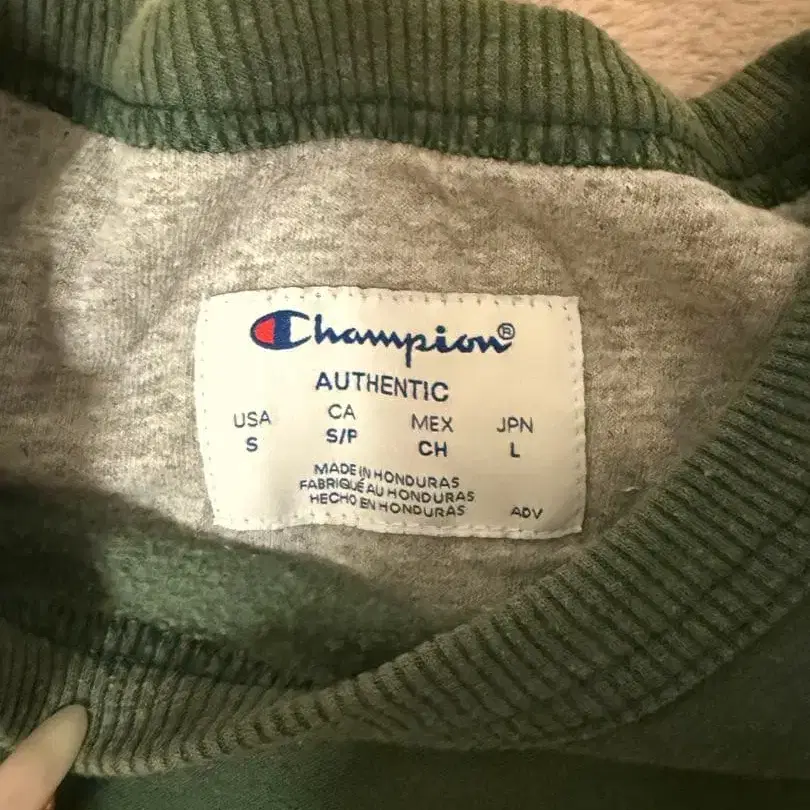 Champion®
AUTHENTIC
USA CA MEX JPN
S S/P CH L
MADE IN HONDURAS
FABRIQUÉ AU HONDURAS
HECHO EN HONDURAS
ADV